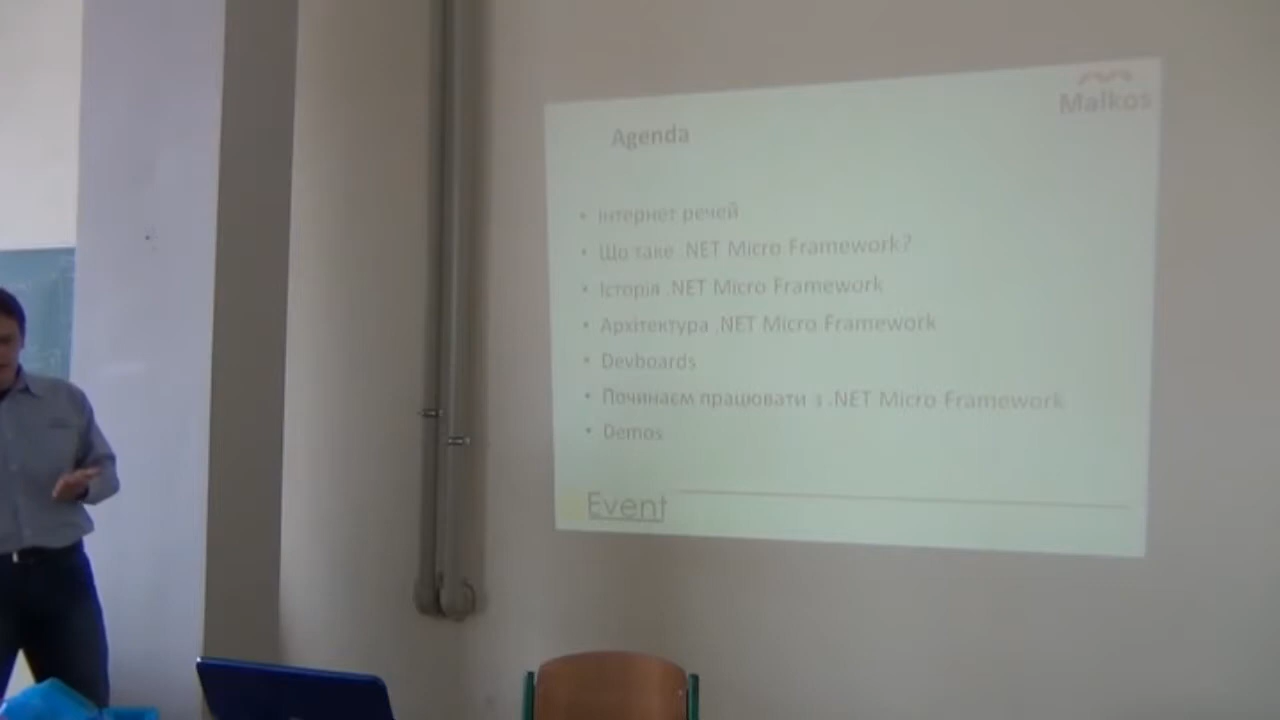 Malkos
Agenda
• Інтернет речей
• Що таке .NET Micro Framework?
• Історія .NET Micro Framework
• Архітектура .NET Micro Framework
• Devboards
• Починаєм працювати з .NET Micro Framework
• Demos
Event